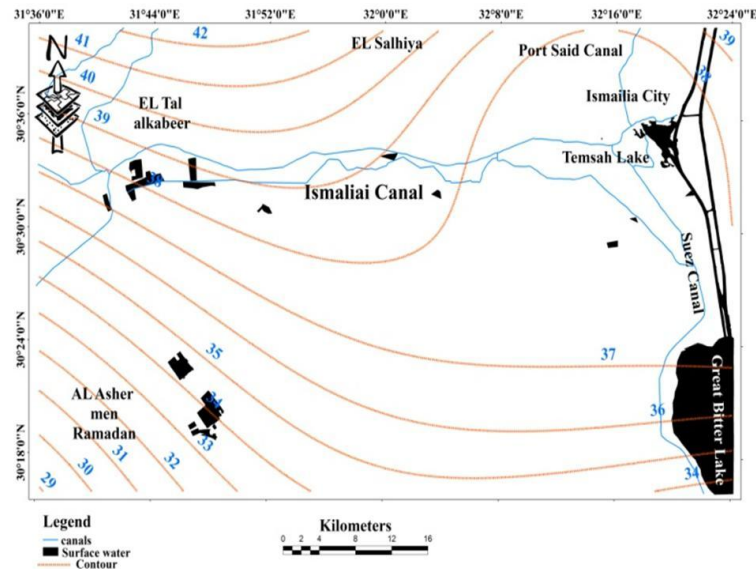 31°36'0"E 31°44'0"E 31°52'0"E 32°0'0"E 32°8'0"E 32°16'0"E 32°24'0"E
41
42
EL Salhiya
Port Said Canal
39
N
40
38
EL Tal
alkabeer
39
Ismailia City
30°36'0"N
Temsah Lake
Ismaliai Canal
30°30'0"N
Suez Canal
30°24'0"N
35
37
Great Bitter Lake
AL Asher
men
Ramadan
34
36
33
30°18'0"N
29
30
31
32
34
Legend
canals
Surface water
Contour
Kilometers
0 2 4 8 12 16